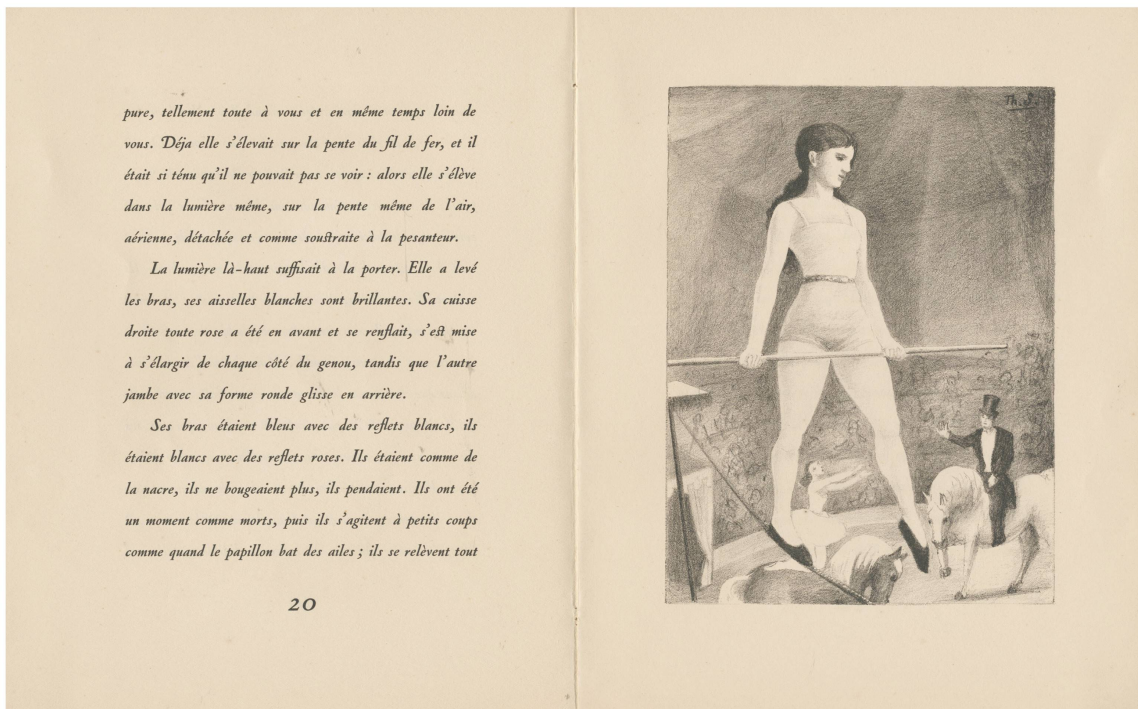 pure, tellement toute à vous et en même temps loin de
vous. Déja elle s'élevait sur la pente du fil de fer, et il
était si ténu qu'il ne pouvait pas se voir : alors elle s'élève
dans la lumière même, sur la pente même de l'air,
aérienne, détachée et comme soustraite à la pesanteur.
La lumière là-haut suffisait à la porter. Elle a levé
les bras, ses aisselles blanches sont brillantes. Sa cuisse
droite toute rose a été en avant et se renflait, s'est mise
à s'élargir de chaque côté du genou, tandis que l'autre
jambe avec sa forme ronde glisse en arrière.
Ses bras étaient bleus avec des reflets blancs, ils
étaient blancs avec des reflets roses. Ils étaient comme de
la nacre, ils ne bougeaient plus, ils pendaient. Ils ont été
un moment comme morts, puis ils s'agitent à petits coups
comme quand le papillon bat des ailes ; ils se relèvent tout
20
Th. S.